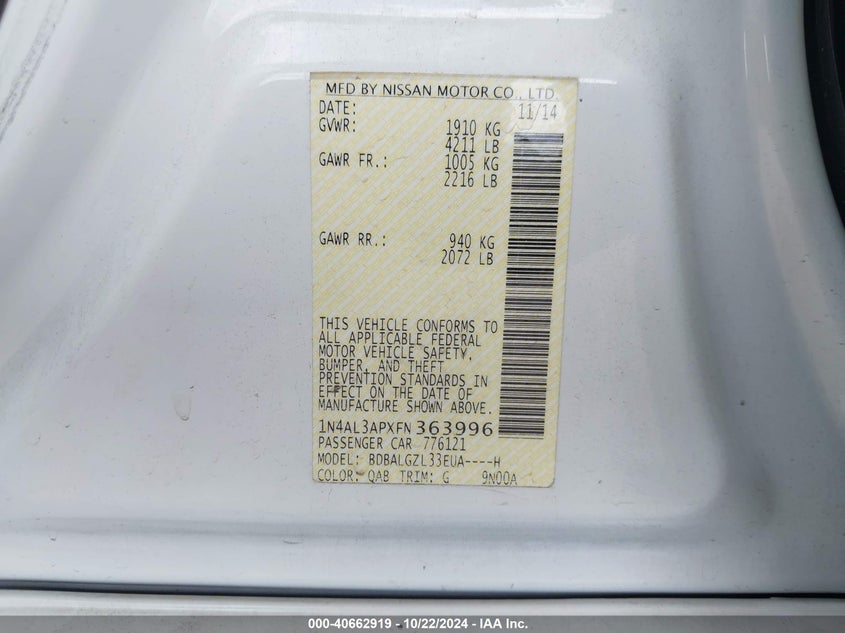 MFD BY NISSAN MOTOR CO., LTD.
DATE: 11/14
GVWR: 1910 KG
4211 LB
GAWR FR.: 1005 KG
2216 LB
GAWR RR.: 940 KG
2072 LB
THIS VEHICLE CONFORMS TO
ALL APPLICABLE FEDERAL
MOTOR VEHICLE SAFETY,
BUMPER, AND THEFT
PREVENTION STANDARDS IN
EFFECT ON THE DATE OF
MANUFACTURE SHOWN ABOVE.
1N4AL3APXFN363996
PASSENGER CAR 776121
MODEL: BDBALGZL33EUA----H
COLOR: QAB TRIM: G 9N00A
000-40662919 - 10/22/2024 - IAA Inc.